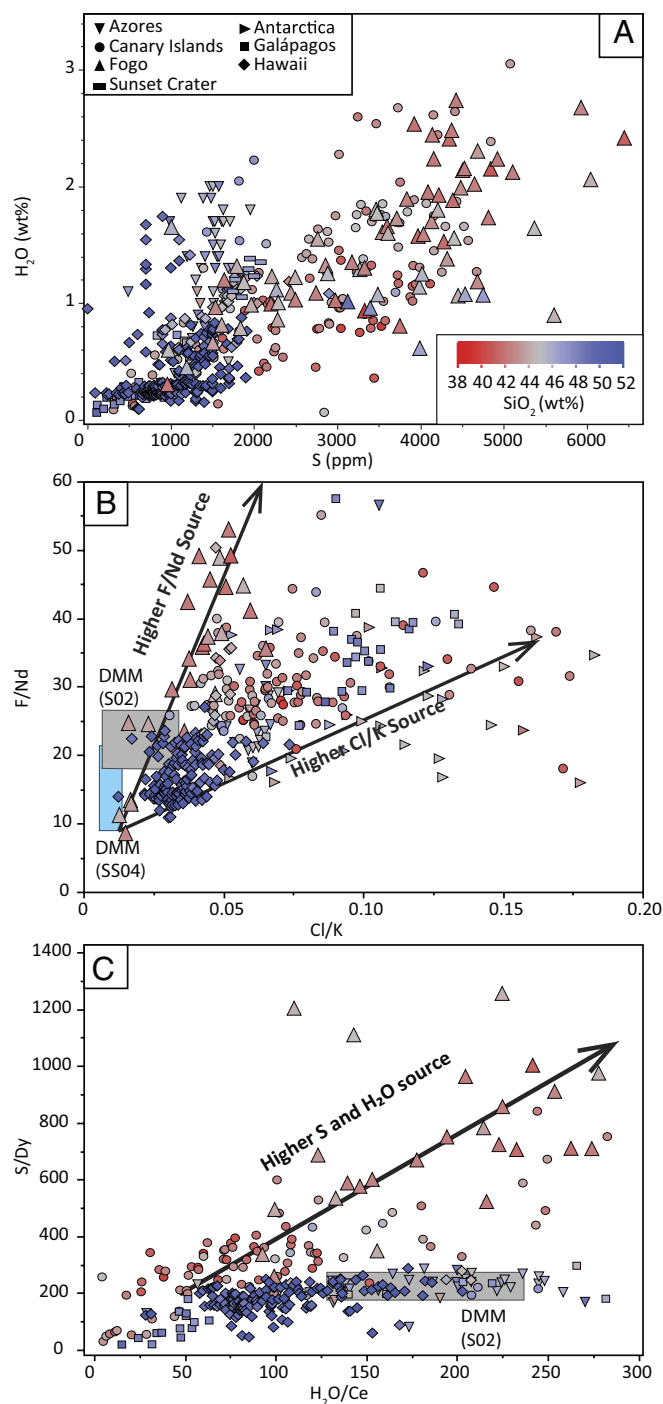 ▼ Azores
● Canary Islands
▲ Fogo
▬ Sunset Crater
► Antarctica
■ Galápagos
◆ Hawaii
A
3
2
1
0
H₂O (wt%)
0 1000 2000 3000 4000 5000 6000
S (ppm)
38 40 42 44 46 48 50 52
SiO₂ (wt%)
B
60
50
40
30
20
10
0
F/Nd
Higher F/Nd Source
DMM
(S02)
Higher Cl/K Source
DMM
(SS04)
0 0.05 0.10 0.15 0.20
Cl/K
C
1400
1200
1000
800
600
400
200
0
S/Dy
Higher S and H₂O source
DMM
(S02)
0 50 100 150 200 250 300
H₂O/Ce